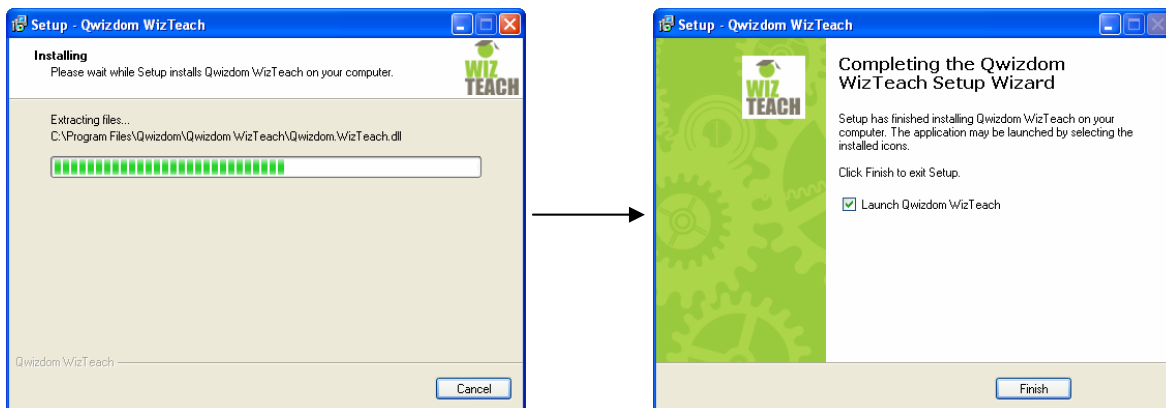 Setup - Qwizdom WizTeach
Installing
Please wait while Setup installs Qwizdom WizTeach on your computer.
WIZ
TEACH
Extracting files...
C:\Program Files\Qwizdom\Qwizdom WizTeach\Qwizdom.WizTeach.dll
Qwizdom WizTeach
Cancel
Setup - Qwizdom WizTeach
WIZ
TEACH
Completing the Qwizdom
WizTeach Setup Wizard
Setup has finished installing Qwizdom WizTeach on your
computer. The application may be launched by selecting the
installed icons.
Click Finish to exit Setup.
Launch Qwizdom WizTeach
Finish